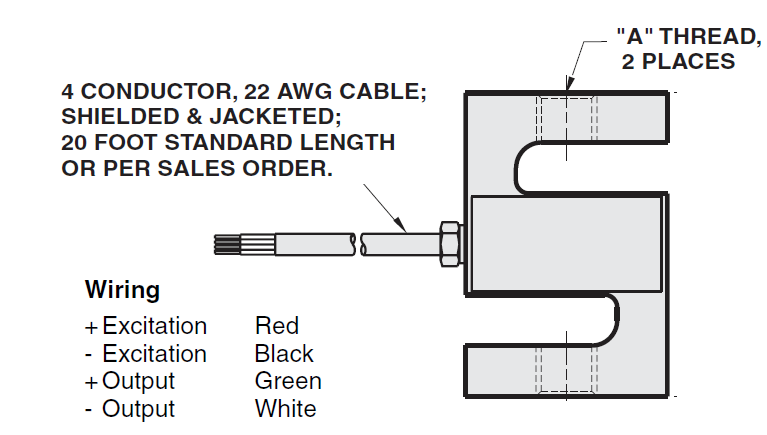 "A" THREAD,
2 PLACES
4 CONDUCTOR, 22 AWG CABLE;
SHIELDED & JACKETED;
20 FOOT STANDARD LENGTH
OR PER SALES ORDER.
Wiring
+ Excitation Red
- Excitation Black
+ Output Green
- Output White